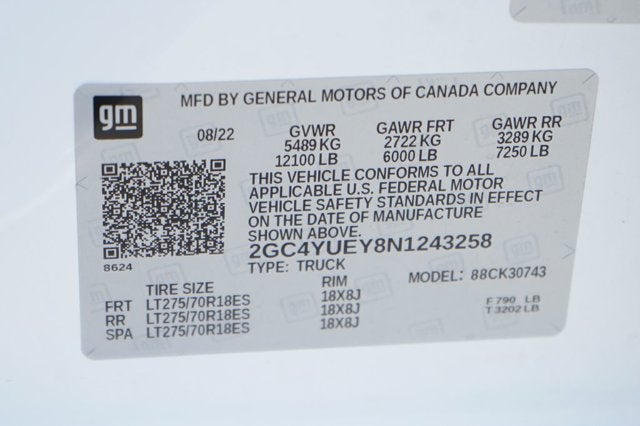 gm
MFD BY GENERAL MOTORS OF CANADA COMPANY
08/22 GVWR GAWR FRT GAWR RR
5489 KG 2722 KG 3289 KG
12100 LB 6000 LB 7250 LB
THIS VEHICLE CONFORMS TO ALL
APPLICABLE U.S. FEDERAL MOTOR
VEHICLE SAFETY STANDARDS IN EFFECT
ON THE DATE OF MANUFACTURE
SHOWN ABOVE.
2GC4YUEY8N1243258
8624 TYPE: TRUCK MODEL: 88CK30743
TIRE SIZE RIM
FRT LT275/70R18ES 18X8J F 790 LB
RR LT275/70R18ES 18X8J T 3202 LB
SPA LT275/70R18ES 18X8J